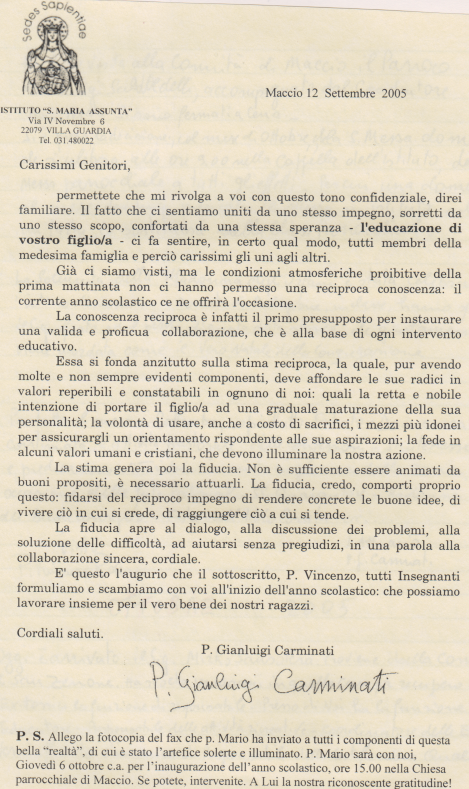 Sedes Sapientiae
ISTITUTO “S. MARIA ASSUNTA”
Via IV Novembre 6
22079 VILLA GUARDIA
Tel. 031.480022
Maccio 12 Settembre 2005
Carissimi Genitori,
permettete che mi rivolga a voi con questo tono confidenziale, direi
familiare. Il fatto che ci sentiamo uniti da uno stesso impegno, sorretti da
uno stesso scopo, confortati da una stessa speranza - l'educazione di
vostro figlio/a - ci fa sentire, in certo qual modo, tutti membri della
medesima famiglia e perciò carissimi gli uni agli altri.
Già ci siamo visti, ma le condizioni atmosferiche proibitive della
prima mattinata non ci hanno permesso una reciproca conoscenza: il
corrente anno scolastico ce ne offrirà l'occasione.
La conoscenza reciproca è infatti il primo presupposto per instaurare
una valida e proficua collaborazione, che è alla base di ogni intervento
educativo.
Essa si fonda anzitutto sulla stima reciproca, la quale, pur avendo
molte e non sempre evidenti componenti, deve affondare le sue radici in
valori reperibili e constatabili in ognuno di noi: quali la retta e nobile
intenzione di portare il figlio/a ad una graduale maturazione della sua
personalità; la volontà di usare, anche a costo di sacrifici, i mezzi più idonei
per assicurargli un orientamento rispondente alle sue aspirazioni; la fede in
alcuni valori umani e cristiani, che devono illuminare la nostra azione.
La stima genera poi la fiducia. Non è sufficiente essere animati da
buoni propositi, è necessario attuarli. La fiducia, credo, comporti proprio
questo: fidarsi del reciproco impegno di rendere concrete le buone idee, di
vivere ciò in cui si crede, di raggiungere ciò a cui si tende.
La fiducia apre al dialogo, alla discussione dei problemi, alla
soluzione delle difficoltà, ad aiutarsi senza pregiudizi, in una parola alla
collaborazione sincera, cordiale.
E' questo l'augurio che il sottoscritto, P. Vincenzo, tutti Insegnanti
formuliamo e scambiamo con voi all'inizio dell'anno scolastico: che possiamo
lavorare insieme per il vero bene dei nostri ragazzi.
Cordiali saluti.
P. Gianluigi Carminati
P. Gianluigi Carminati
P. S. Allego la fotocopia del fax che p. Mario ha inviato a tutti i componenti di questa
bella “realtà”, di cui è stato l'artefice solerte e illuminato. P. Mario sarà con noi,
Giovedì 6 ottobre c.a. per l'inaugurazione dell'anno scolastico, ore 15.00 nella Chiesa
parrocchiale di Maccio. Se potete, intervenite. A Lui la nostra riconoscente gratitudine!